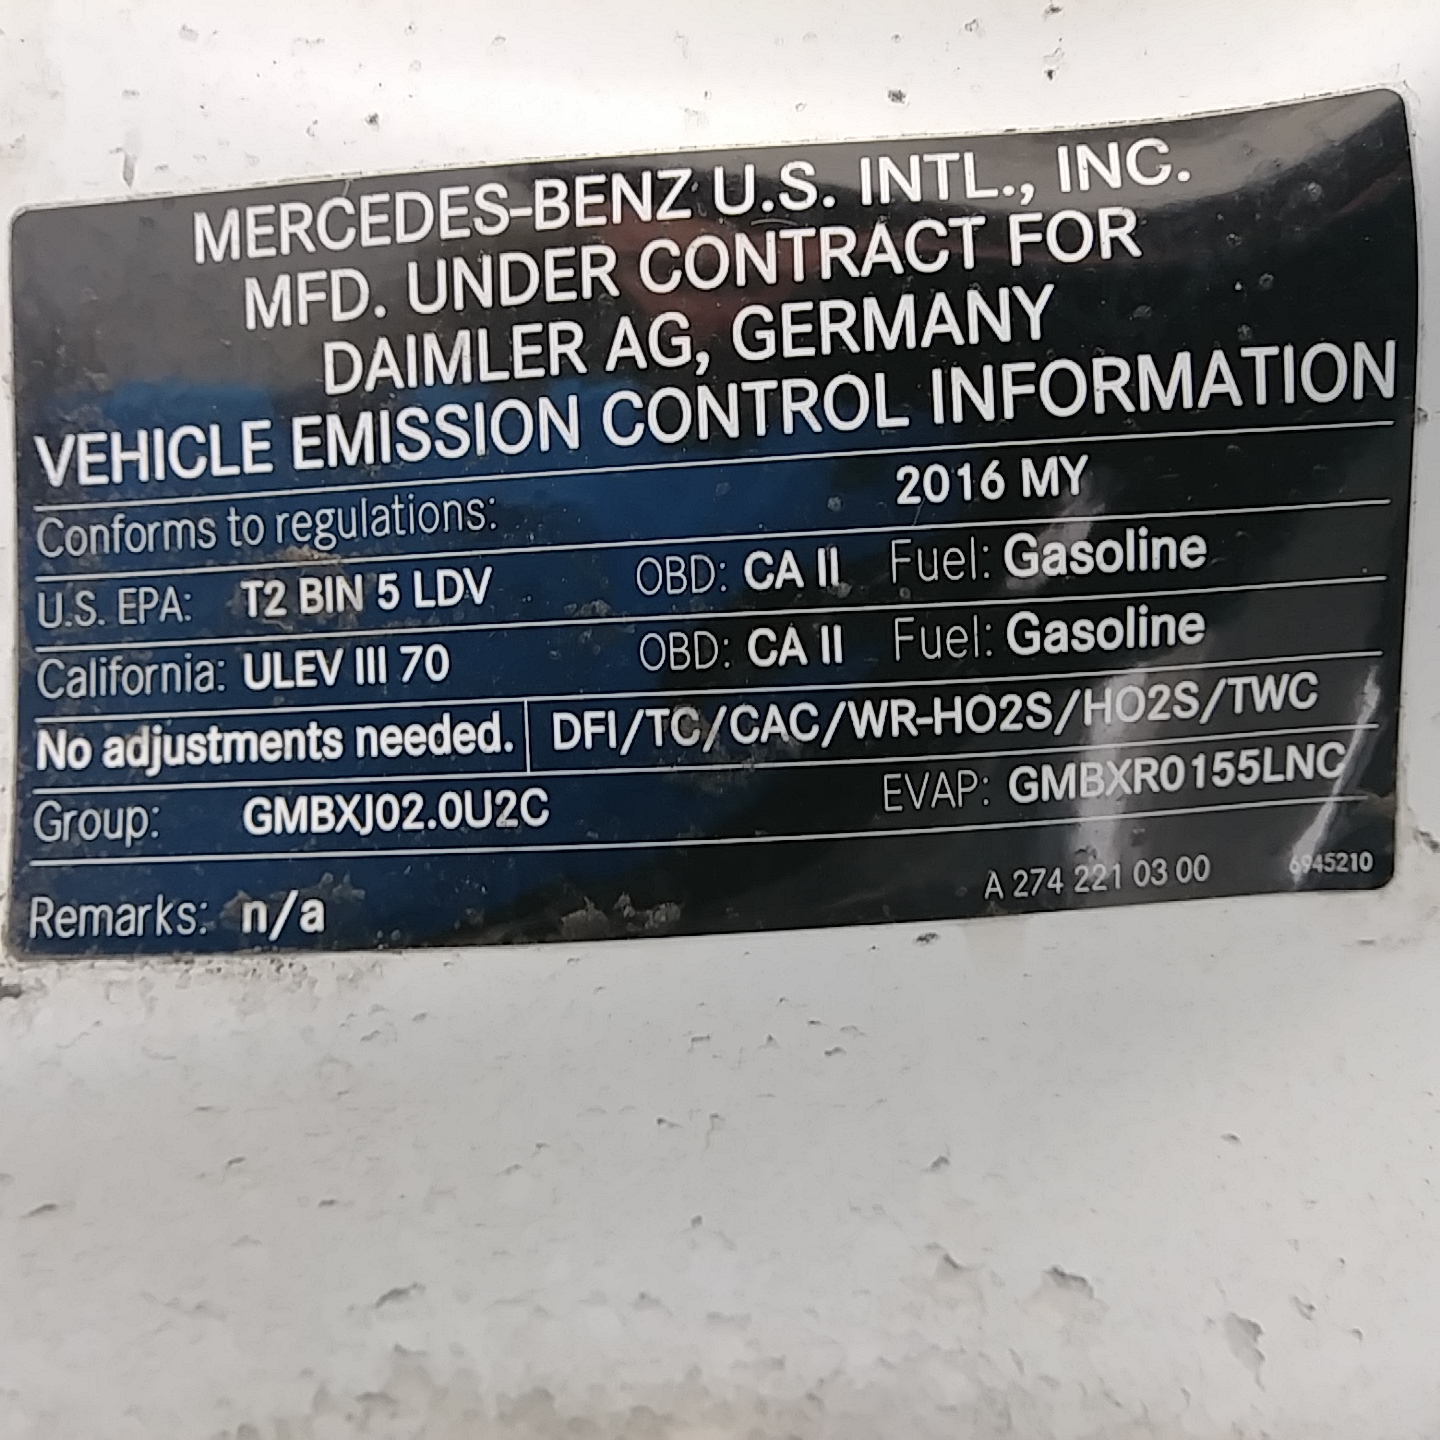 MERCEDES-BENZ U.S. INTL., INC.
MFD. UNDER CONTRACT FOR
DAIMLER AG, GERMANY
VEHICLE EMISSION CONTROL INFORMATION
Conforms to regulations: 2016 MY
U.S. EPA: T2 BIN 5 LDV OBD: CA II Fuel: Gasoline
California: ULEV III 70 OBD: CA II Fuel: Gasoline
No adjustments needed. DFI/TC/CAC/WR-HO2S/HO2S/TWC
Group: GMBXJ02.0U2C EVAP: GMBXR0155LNC
Remarks: n/a A 274 221 03 00 6945210